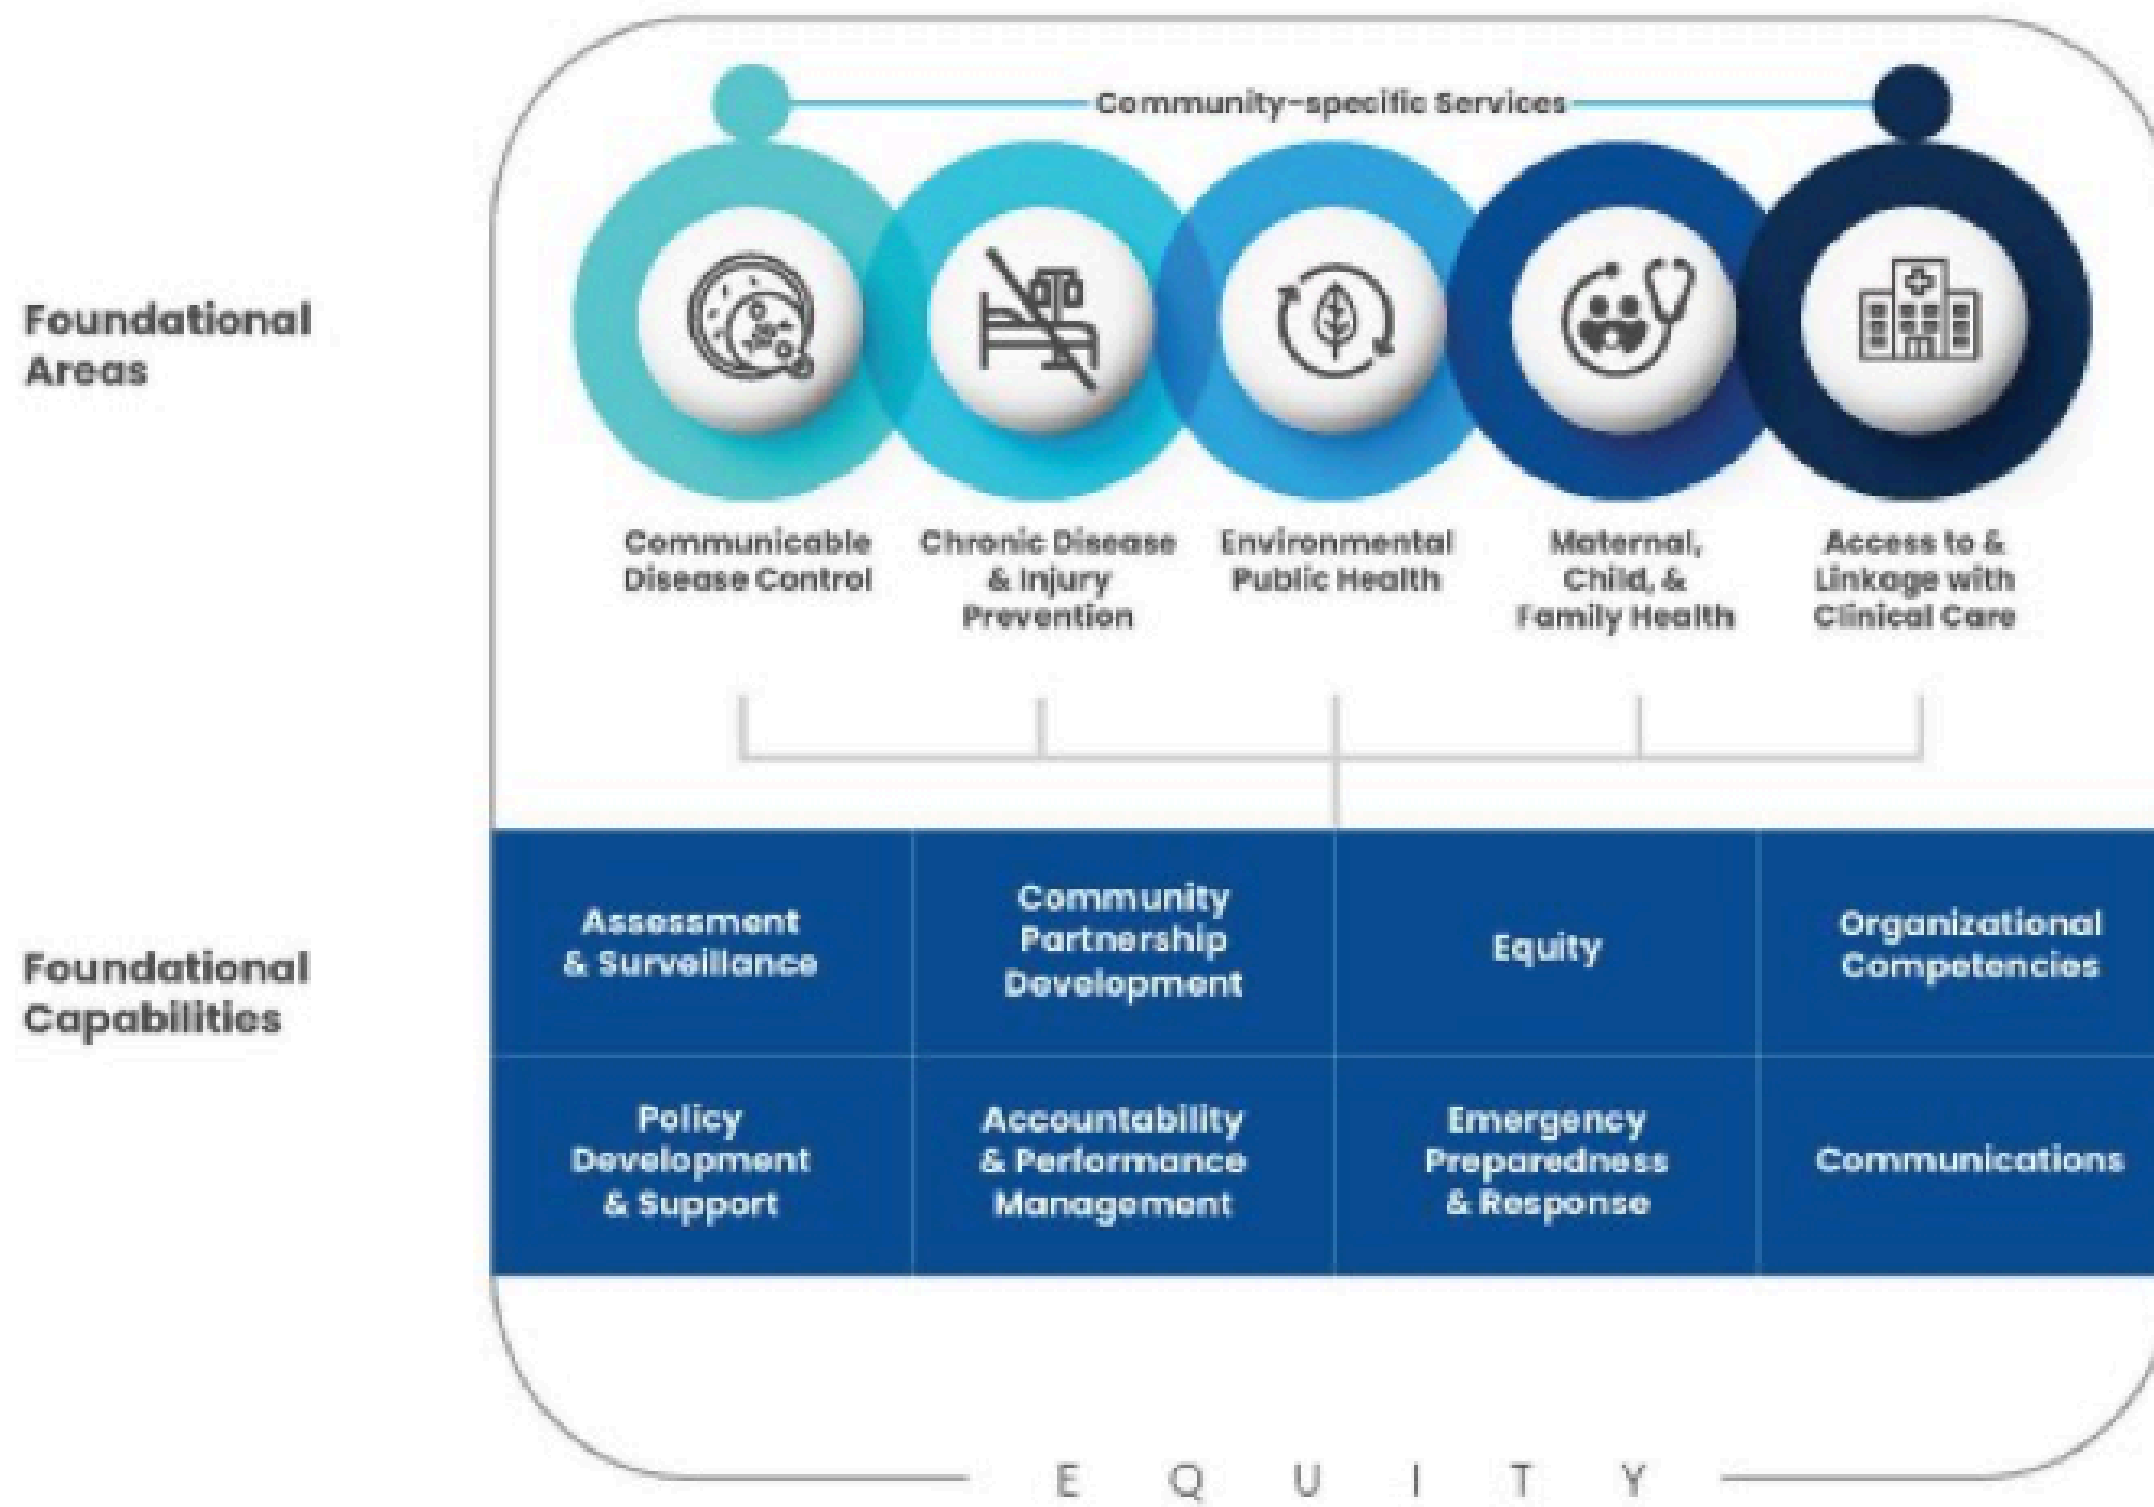 Community-specific Services
Foundational
Areas
Communicable
Disease Control
Chronic Disease
& Injury
Prevention
Environmental
Public Health
Maternal,
Child, &
Family Health
Access to &
Linkage with
Clinical Care
Foundational
Capabilities
Assessment
& Surveillance
Community
Partnership
Development
Equity
Organizational
Competencies
Policy
Development
& Support
Accountability
& Performance
Management
Emergency
Preparedness
& Response
Communications
EQUITY